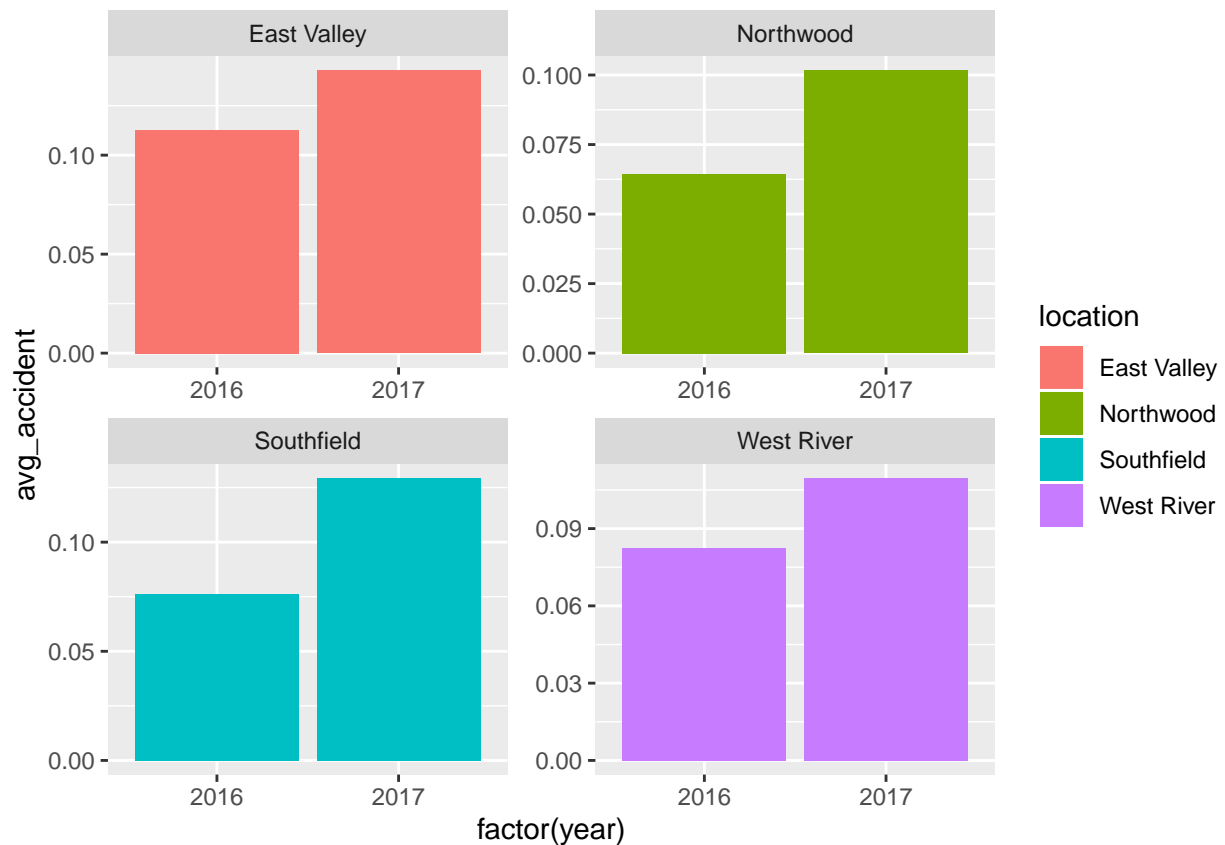 East Valley
Northwood
0.10
0.05
0.00
0.100
0.075
0.050
0.025
0.000
2016 2017
2016 2017
Southfield
West River
0.10
0.05
0.00
0.09
0.06
0.03
0.00
2016 2017
2016 2017
avg_accident
factor(year)
location
East Valley
Northwood
Southfield
West River